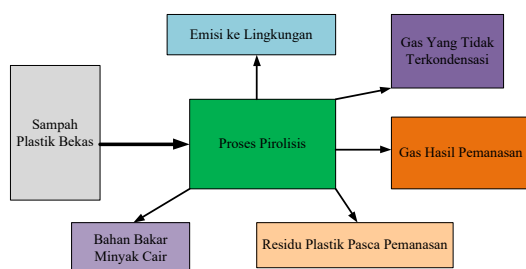 Emisi ke Lingkungan
Gas Yang Tidak
Terkondensasi
Sampah
Plastik Bekas
Proses Pirolisis
Gas Hasil Pemanasan
Bahan Bakar
Minyak Cair
Residu Plastik Pasca Pemanasan